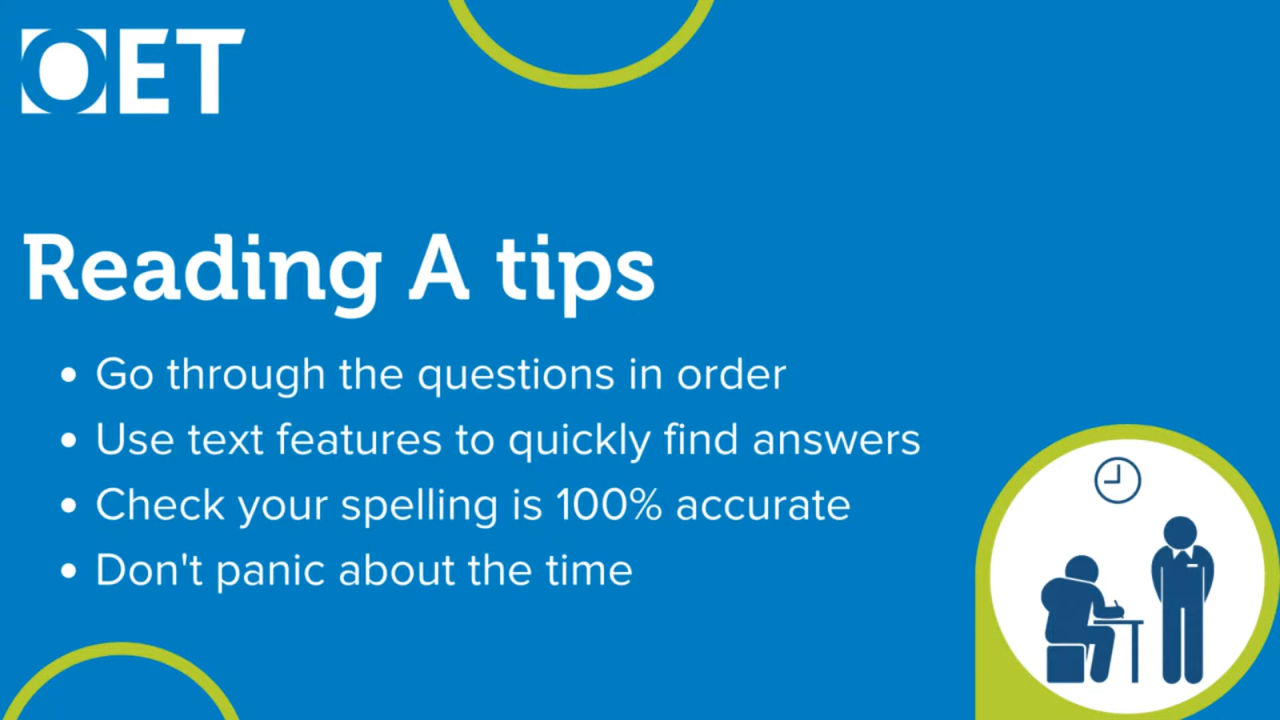 OET
Reading A tips
• Go through the questions in order
• Use text features to quickly find answers
• Check your spelling is 100% accurate
• Don't panic about the time